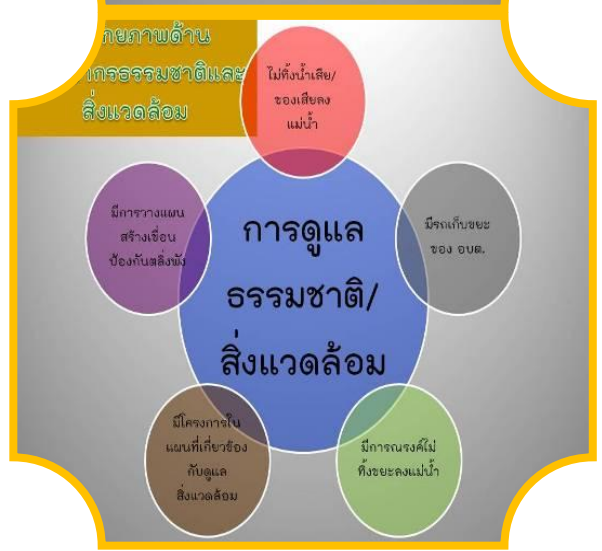 กยภาพด้าน
ากรธรรมชาติและ
สิ่งแวดล้อม
ไม่ทิ้งน้ำเสีย/
ของเสียลง
แม่น้ำ
มีการวางแผน
สร้างเขื่อน
ป้องกันตลิ่งพัง
การดูแล
ธรรมชาติ/
สิ่งแวดล้อม
มีรถเก็บขยะ
ของ อบต.
มีโครงการใน
แผนที่เกี่ยวข้อง
กับดูแล
สิ่งแวดล้อม
มีการณรงค์ไม่
ทิ้งขยะลงแม่น้ำ